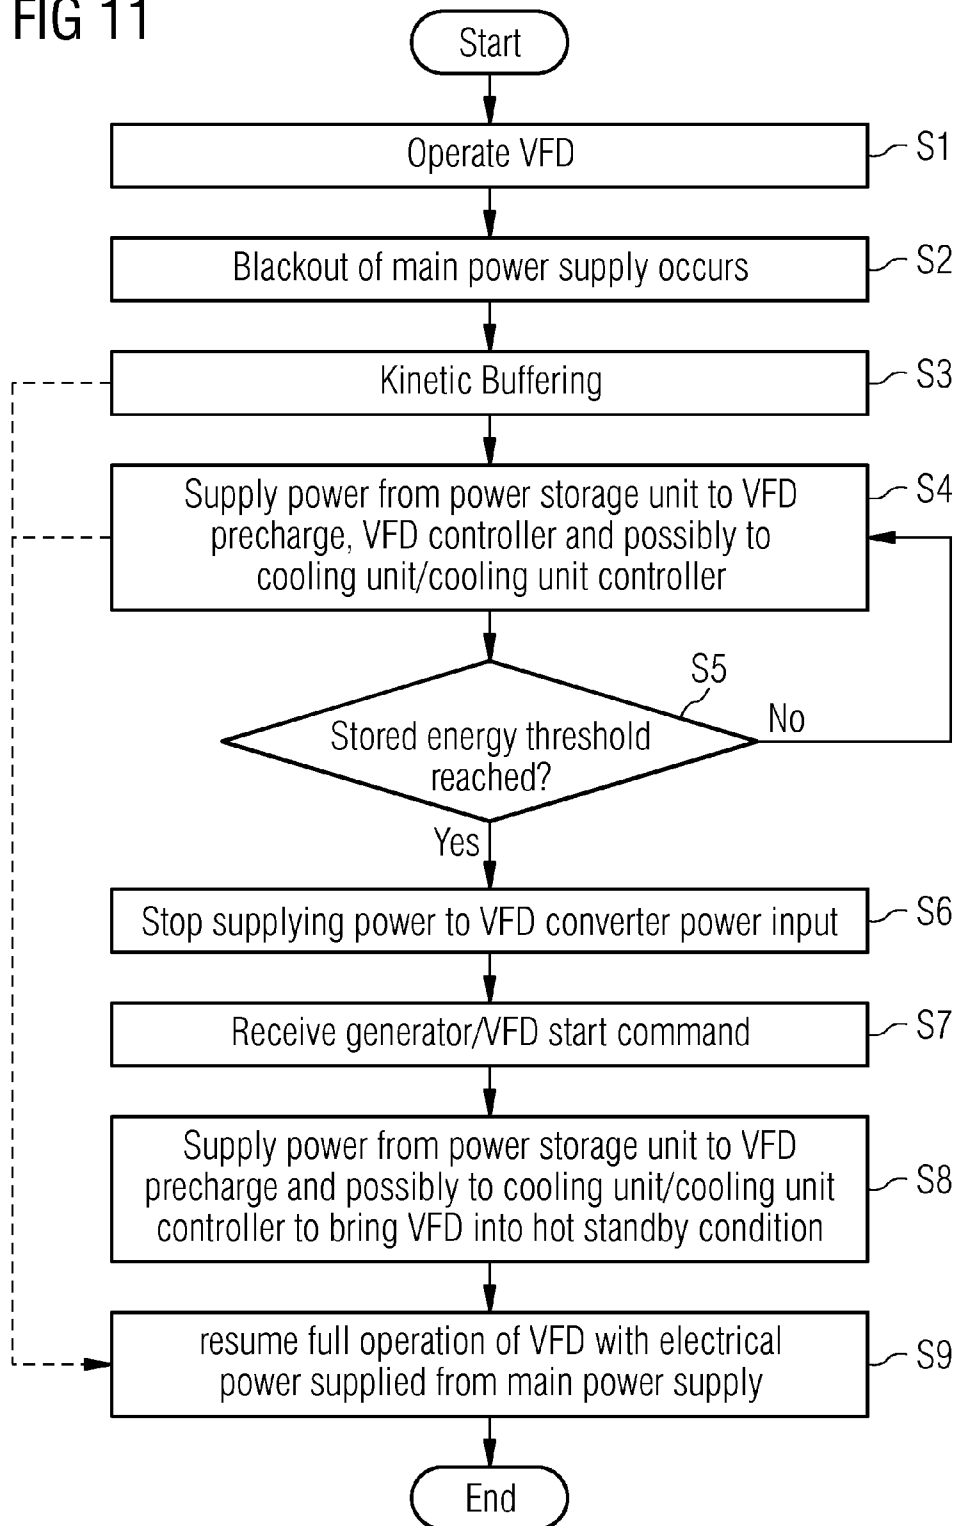 FIG 11
Start
Operate VFD
S1
Blackout of main power supply occurs
S2
Kinetic Buffering
S3
Supply power from power storage unit to VFD
precharge, VFD controller and possibly to
cooling unit/cooling unit controller
S4
S5
Stored energy threshold
reached?
No
Yes
Stop supplying power to VFD converter power input
S6
Receive generator/VFD start command
S7
Supply power from power storage unit to VFD
precharge and possibly to cooling unit/cooling unit
controller to bring VFD into hot standby condition
S8
resume full operation of VFD with electrical
power supplied from main power supply
S9
End